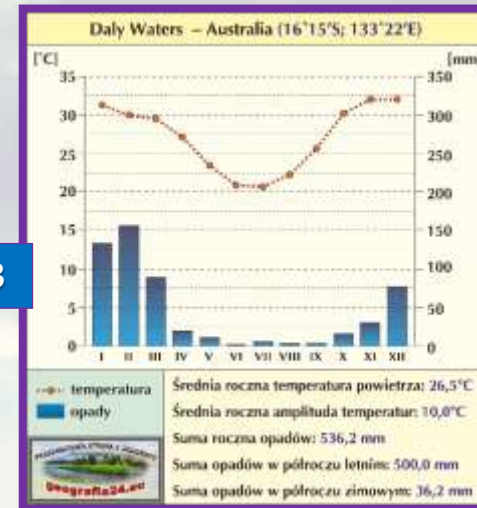 Daly Waters – Australia (16°15'S; 133°22'E)
[°C] [mm
35 350
30 300
25 250
20 200
15 150
10 100
5 50
0 0
I II III IV V VI VII VIII IX X XI XII
temperatura
opady
Średnia roczna temperatura powietrza: 26,5°C
Średnia roczna amplituda temperatur: 10,0°C
Suma roczna opadów: 536,2 mm
Suma opadów w półroczu letnim: 500,0 mm
Suma opadów w półroczu zimowym: 36,2 mm
geografia24.eu